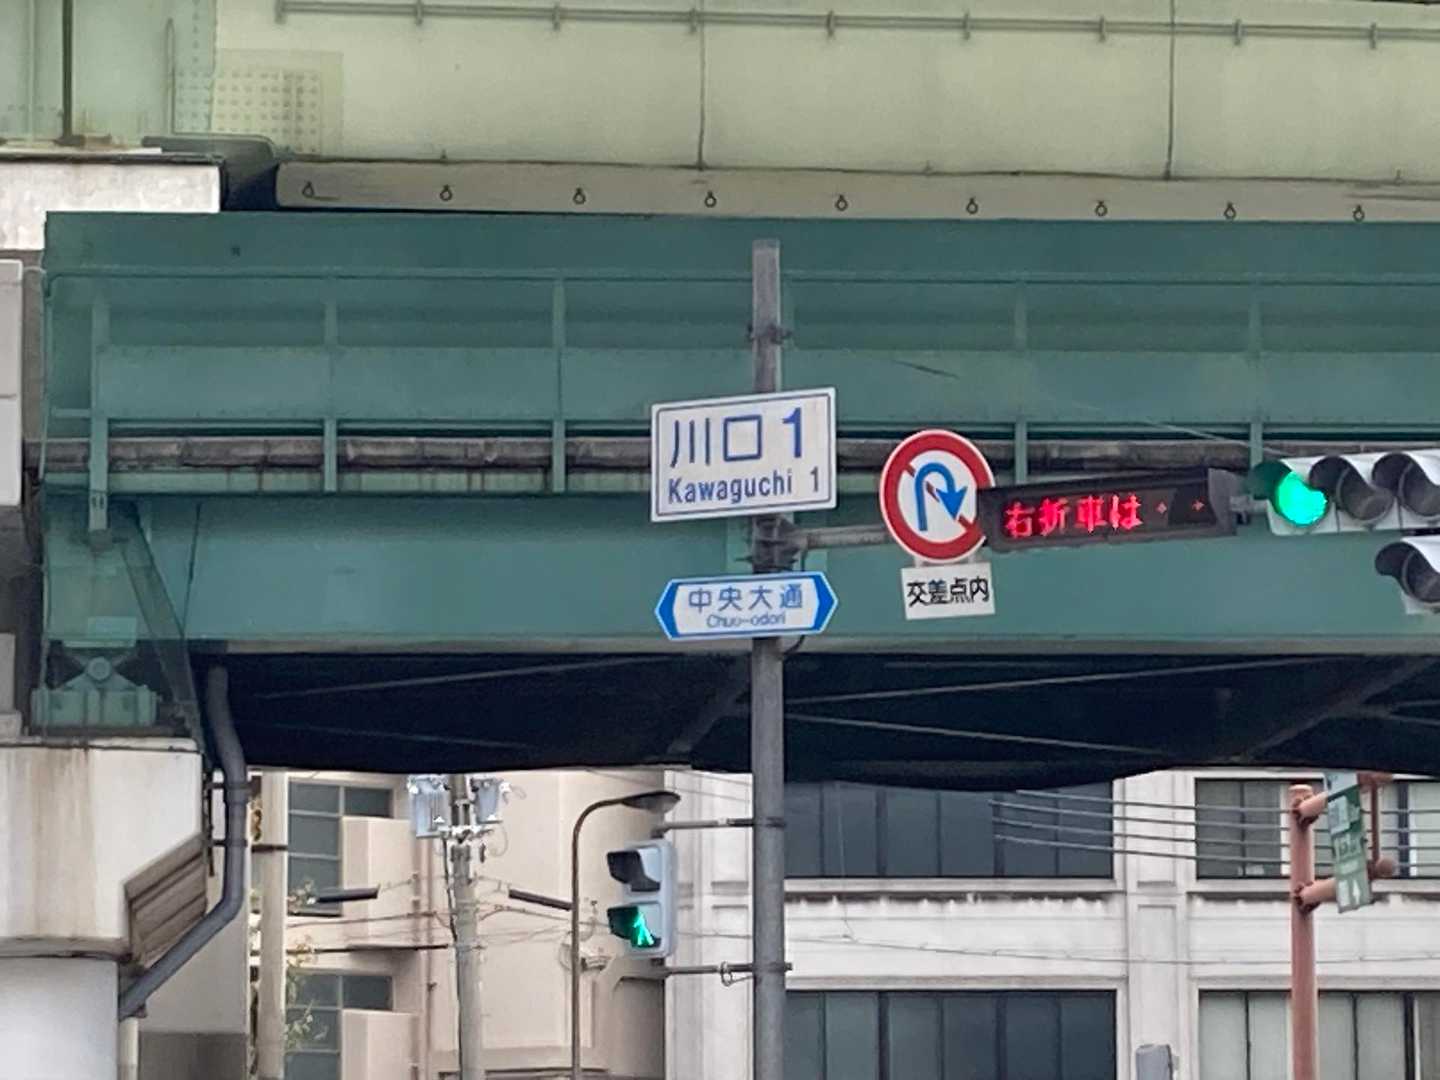 川口 1
Kawaguchi 1
右折車は
交差点内
中央大通
Chuo-odori